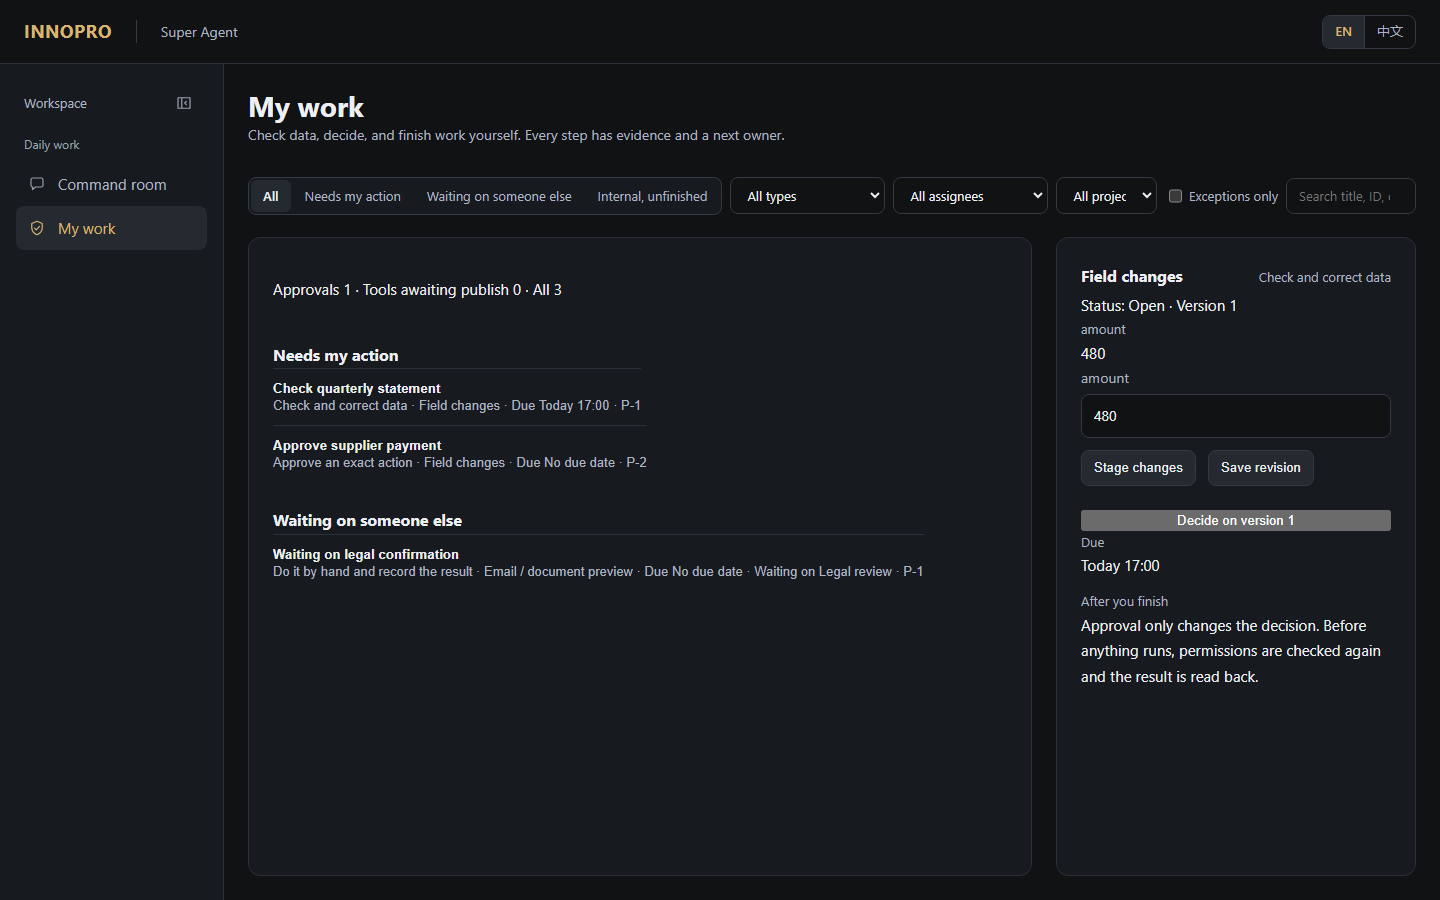 INNOPRO
Super Agent
EN
中文
Workspace
Daily work
Command room
My work
My work
Check data, decide, and finish work yourself. Every step has evidence and a next owner.
All
Needs my action
Waiting on someone else
Internal, unfinished
All types
All assignees
All projec
Exceptions only
Search title, ID,
Approvals 1 · Tools awaiting publish 0 · All 3
Needs my action
Check quarterly statement
Check and correct data · Field changes · Due Today 17:00 · P-1
Approve supplier payment
Approve an exact action · Field changes · Due No due date · P-2
Waiting on someone else
Waiting on legal confirmation
Do it by hand and record the result · Email / document preview · Due No due date · Waiting on Legal review · P-1
Field changes
Check and correct data
Status: Open · Version 1
amount
480
amount
480
Stage changes
Save revision
Decide on version 1
Due
Today 17:00
After you finish
Approval only changes the decision. Before
anything runs, permissions are checked again
and the result is read back.